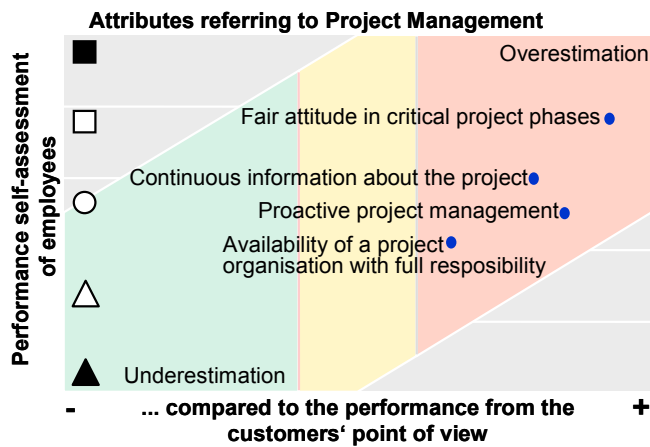 Attributes referring to Project Management
Performance self-assessment
of employees
Overestimation
Fair attitude in critical project phases
Continuous information about the project
Proactive project management
Availability of a project
organisation with full resposibility
Underestimation
-
+
... compared to the performance from the
customers‘ point of view